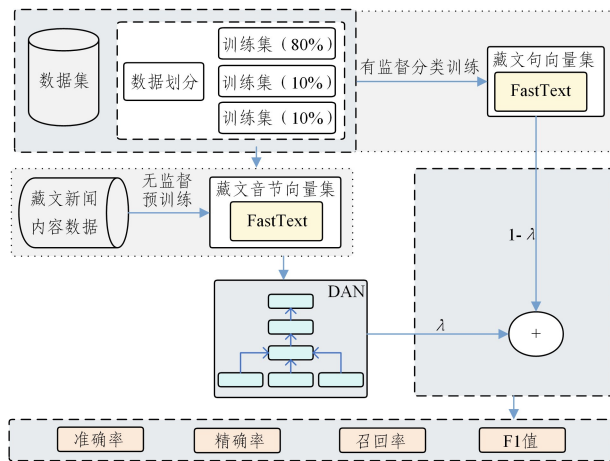 数据集
数据划分
训练集（80%）
训练集（10%）
训练集（10%）
有监督分类训练
藏文句向量集
FastText
藏文新闻
内容数据
无监督
预训练
藏文音节向量集
FastText
1-λ
DAN
λ
+
准确率
精确率
召回率
F1值